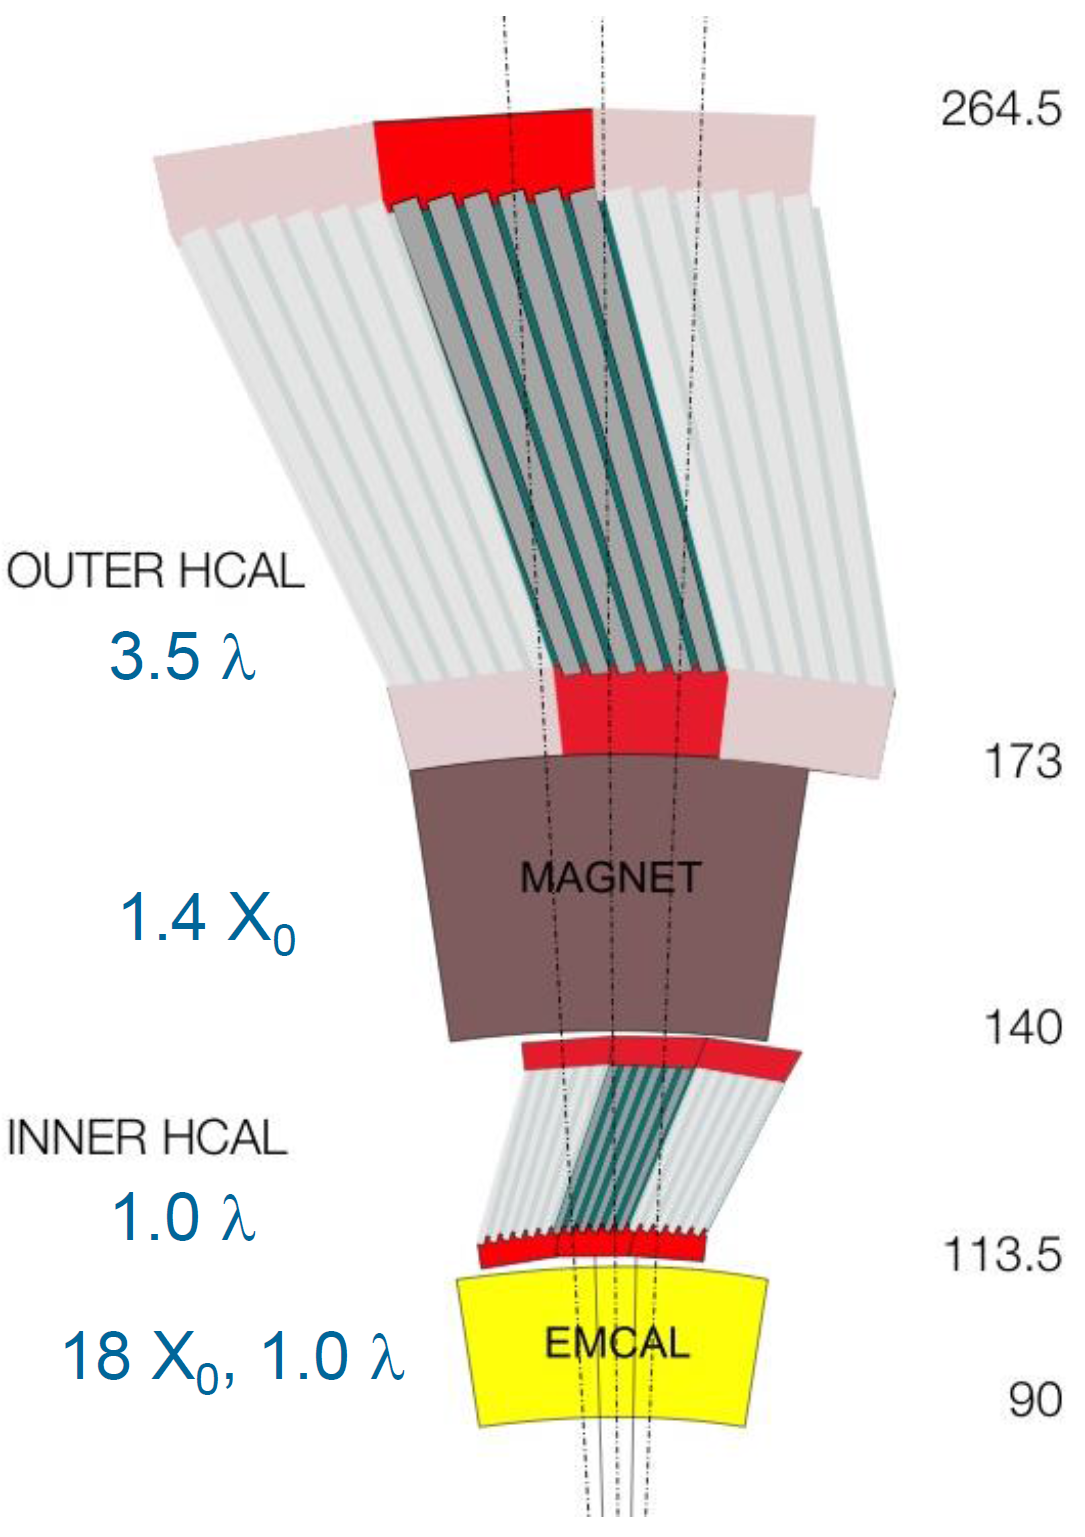 264.5
OUTER HCAL
3.5 λ
173
MAGNET
1.4 X₀
140
INNER HCAL
1.0 λ
113.5
EMCAL
18 X₀, 1.0 λ
90